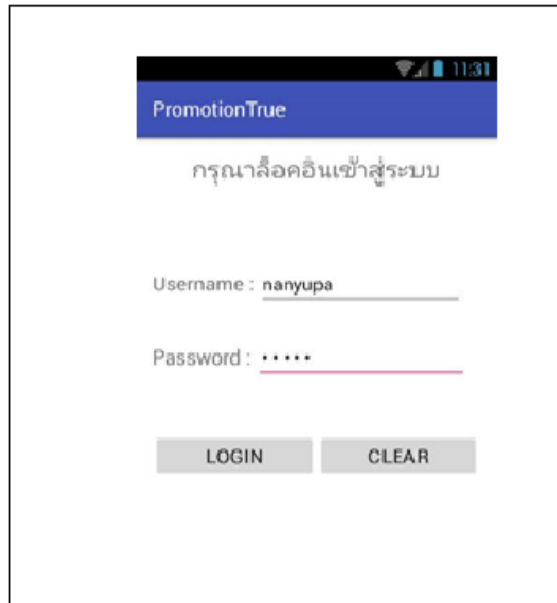 11:31
PromotionTrue
กรุณาล็อคอินเข้าสู่ระบบ
Username : nanyupa
Password : •••••
LOGIN CLEAR